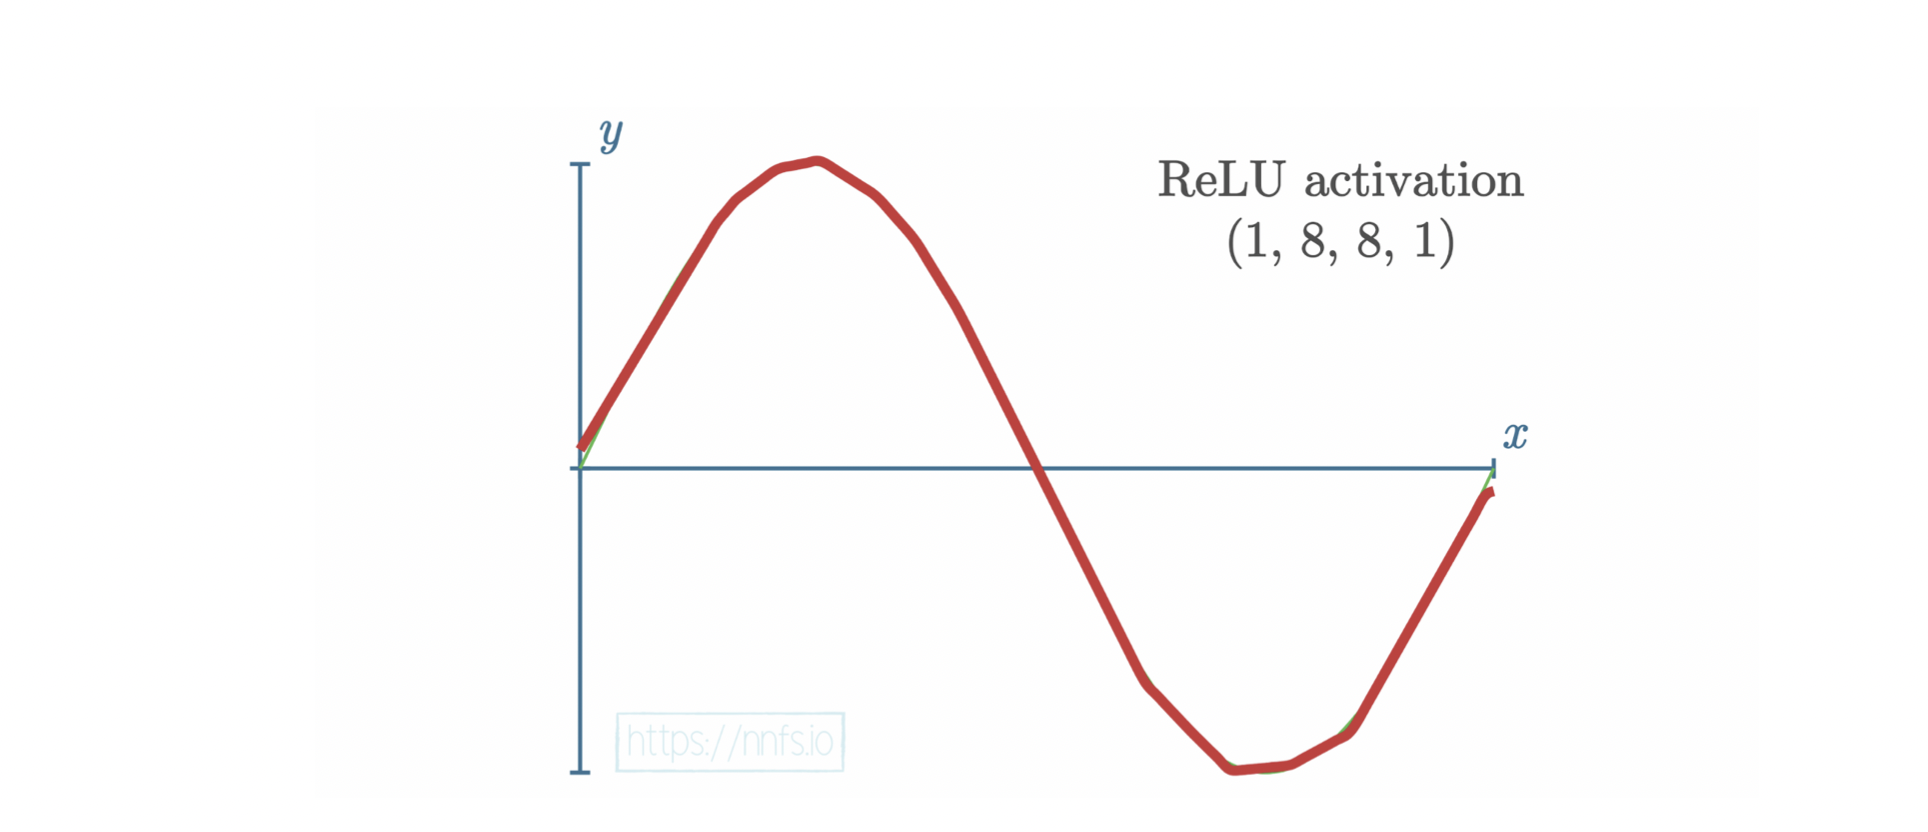 y
ReLU activation
(1, 8, 8, 1)
x
https://nnfs.io